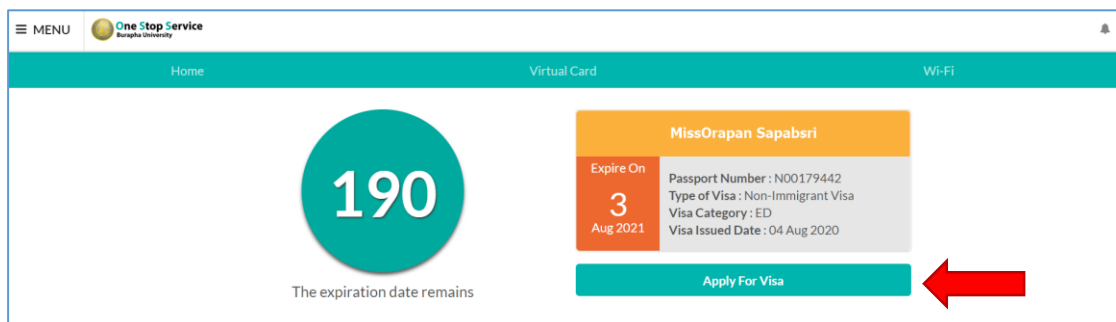 MENU
One Stop Service
Burapha University
Home Virtual Card Wi-Fi
190
The expiration date remains
MissOrapan Sapabsri
Expire On
3
Aug 2021
Passport Number : N00179442
Type of Visa : Non-Immigrant Visa
Visa Category : ED
Visa Issued Date : 04 Aug 2020
Apply For Visa